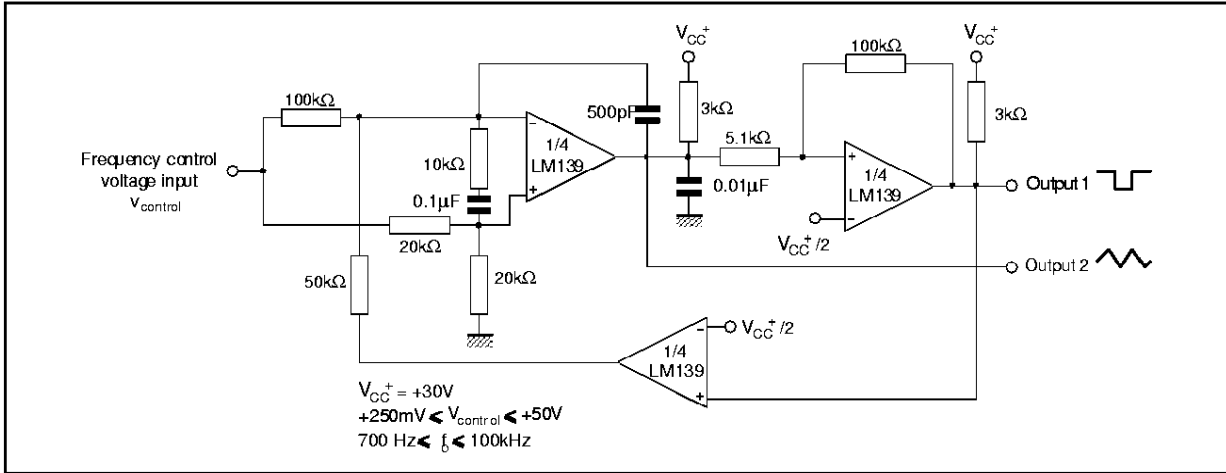 V_CC^+
V_CC^+
100kΩ
100kΩ
500pF
3kΩ
3kΩ
5.1kΩ
−
1/4
LM139
+
Frequency control
voltage input
v_control
10kΩ
0.1µF
0.01µF
+
1/4
LM139
−
Output 1
V_CC^+/2
20kΩ
Output 2
50kΩ
20kΩ
−
V_CC^+/2
1/4
LM139
+
V_CC^+ = +30V
+250mV ⩽ V_control ⩽ +50V
700 Hz ⩽ f_o ⩽ 100kHz